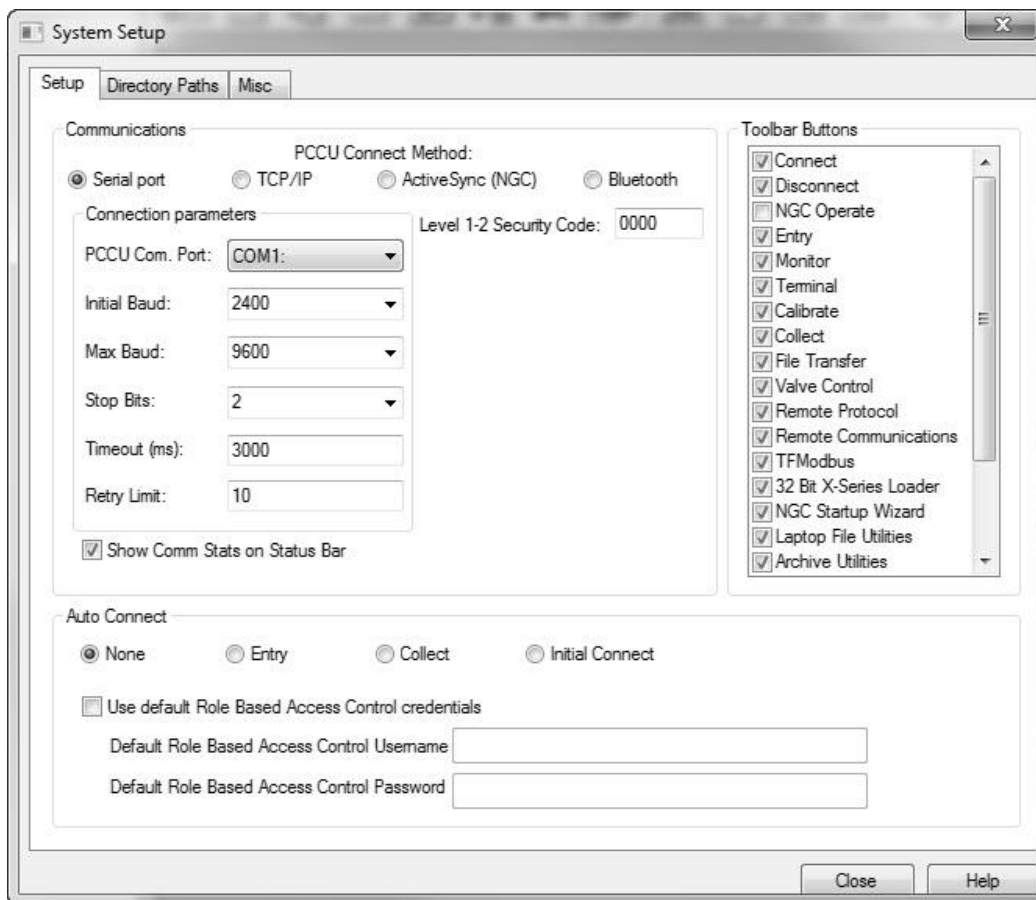 System Setup
Setup
Directory Paths
Misc
Communications
PCCU Connect Method:
Serial port
TCP/IP
ActiveSync (NGC)
Bluetooth
Connection parameters
Level 1-2 Security Code: 0000
PCCU Com. Port: COM1:
Initial Baud: 2400
Max Baud: 9600
Stop Bits: 2
Timeout (ms): 3000
Retry Limit: 10
Show Comm Stats on Status Bar
Toolbar Buttons
Connect
Disconnect
NGC Operate
Entry
Monitor
Terminal
Calibrate
Collect
File Transfer
Valve Control
Remote Protocol
Remote Communications
TFModbus
32 Bit X-Series Loader
NGC Startup Wizard
Laptop File Utilities
Archive Utilities
Auto Connect
None
Entry
Collect
Initial Connect
Use default Role Based Access Control credentials
Default Role Based Access Control Username
Default Role Based Access Control Password
Close
Help